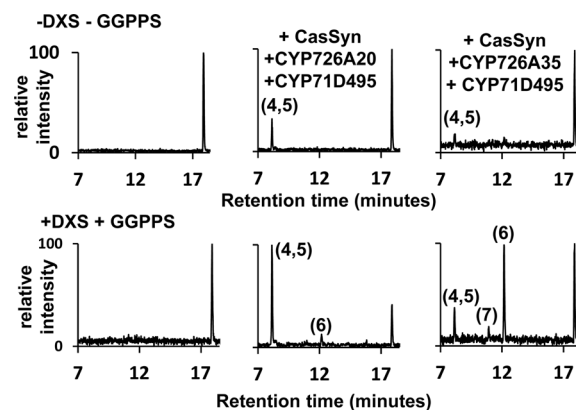 -DXS - GGPPS
+ CasSyn
+CYP726A20
+CYP71D495
+ CasSyn
+CYP726A35
+ CYP71D495
relative
intensity
100
0
(4,5)
(4,5)
7 12 17 7 12 17 7 12 17
Retention time (minutes)
+DXS + GGPPS
relative
intensity
100
0
(4,5)
(6)
(4,5)
(7)
(6)
7 12 17 7 12 17 7 12 17
Retention time (minutes)